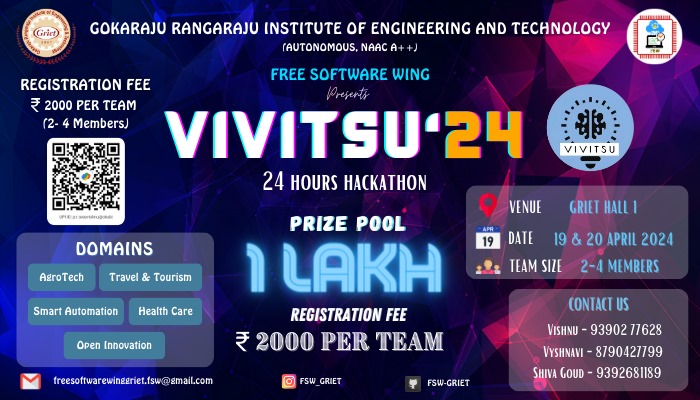 GOKARAJU RANGARAJU INSTITUTE OF ENGINEERING AND TECHNOLOGY
(AUTONOMOUS, NAAC A++)
Griet
FREE SOFTWARE WING
Presents
VIVITSU‘24
24 HOURS HACKATHON
REGISTRATION FEE
₹ 2000 PER TEAM
(2- 4 Members)
VIVITSU
PRIZE POOL
1 LAKH
REGISTRATION FEE
₹ 2000 PER TEAM
DOMAINS
AgroTech
Travel & Tourism
Smart Automation
Health Care
Open Innovation
VENUE GRIET HALL 1
APR
19
DATE 19 & 20 APRIL 2024
TEAM SIZE 2-4 MEMBERS
CONTACT US
Vishnu - 93902 77628
Vyshnavi - 8790427799
Shiva Goud - 9392681189
freesoftwarewinggriet.fsw@gmail.com
FSW_GRIET
FSW-GRIET